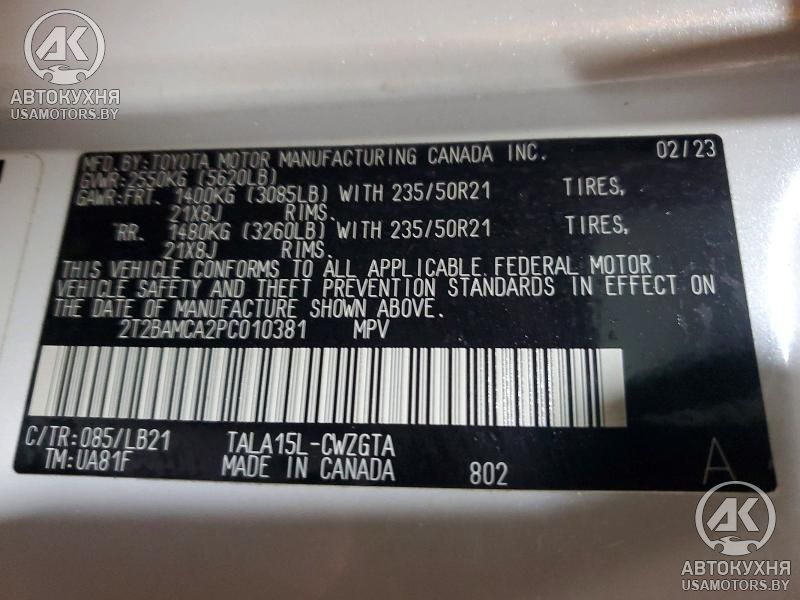 AK
АВТОКУХНЯ
USAMOTORS.BY
MFD.BY:TOYOTA MOTOR MANUFACTURING CANADA INC. 02/23
GVWR:2550KG (5620LB)
GAWR:FRT. 1400KG (3085LB) WITH 235/50R21 TIRES,
21X8J RIMS.
RR. 1480KG (3260LB) WITH 235/50R21 TIRES,
21X8J RIMS.
THIS VEHICLE CONFORMS TO ALL APPLICABLE FEDERAL MOTOR
VEHICLE SAFETY AND THEFT PREVENTION STANDARDS IN EFFECT ON
THE DATE OF MANUFACTURE SHOWN ABOVE.
2T2BAMCA2PC010381 MPV
C/TR:085/LB21 TALA15L-CWZGTA
TM:UA81F MADE IN CANADA 802 A
AK
АВТОКУХНЯ
USAMOTORS.BY